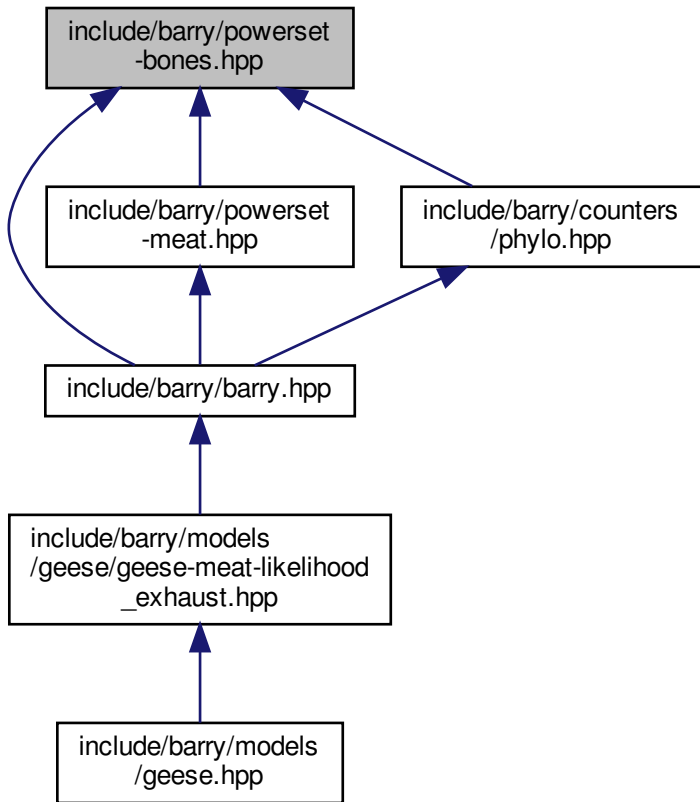 include/barry/powerset
-bones.hpp
include/barry/powerset
-meat.hpp
include/barry/counters
/phylo.hpp
include/barry/barry.hpp
include/barry/models
/geese/geese-meat-likelihood
_exhaust.hpp
include/barry/models
/geese.hpp